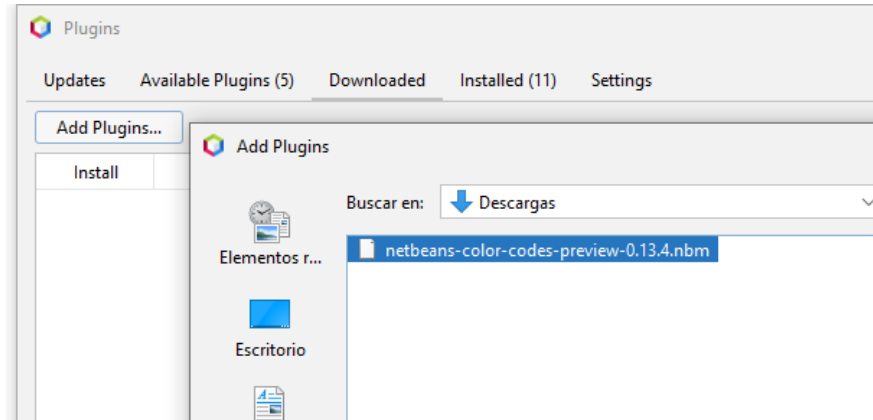 Plugins
Updates Available Plugins (5) Downloaded Installed (11) Settings
Add Plugins...
Install
Add Plugins
Buscar en: Descargas
netbeans-color-codes-preview-0.13.4.nbm
Elementos r...
Escritorio